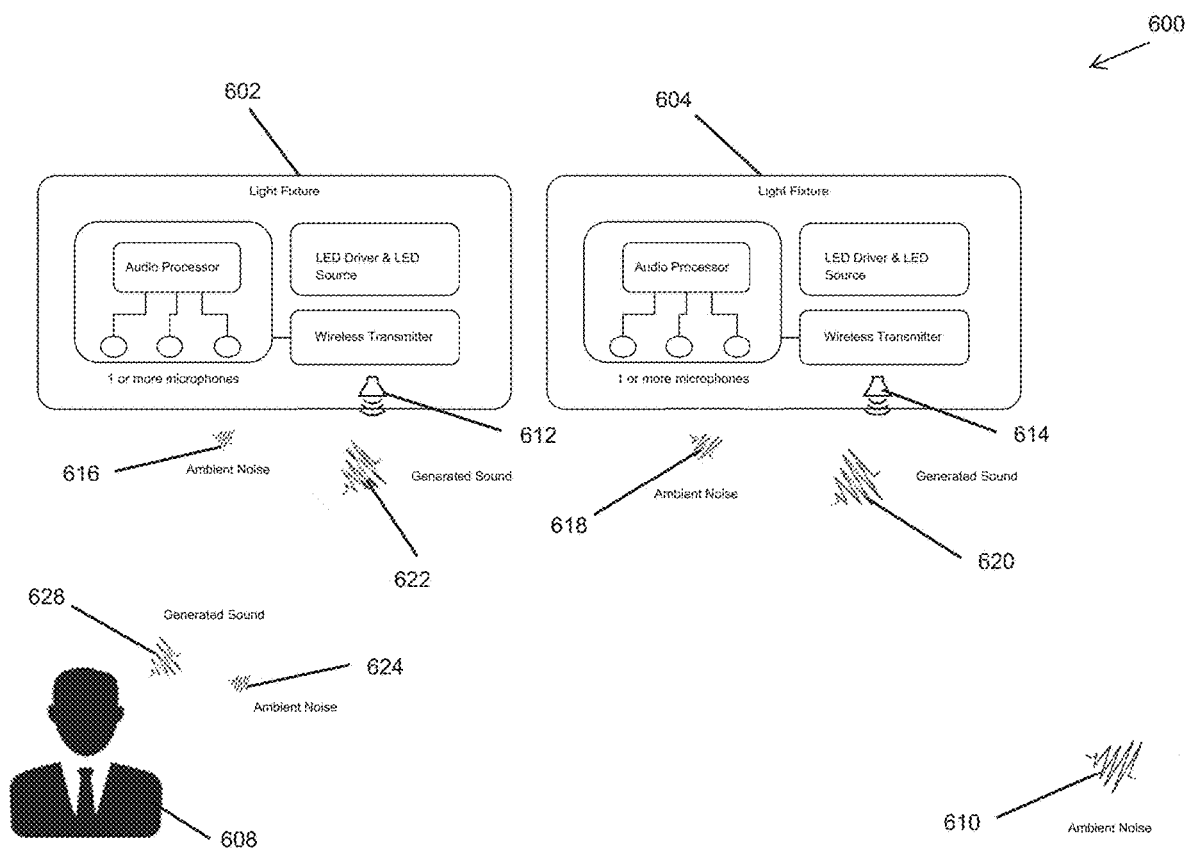 600
602
604
Light Fixture
Light Fixture
Audio Processor
LED Driver & LED
Source
Audio Processor
LED Driver & LED
Source
Wireless Transmitter
Wireless Transmitter
1 or more microphones
1 or more microphones
612
614
616
Ambient Noise
Generated Sound
618
Ambient Noise
Generated Sound
622
620
628
Generated Sound
624
Ambient Noise
608
610
Ambient Noise